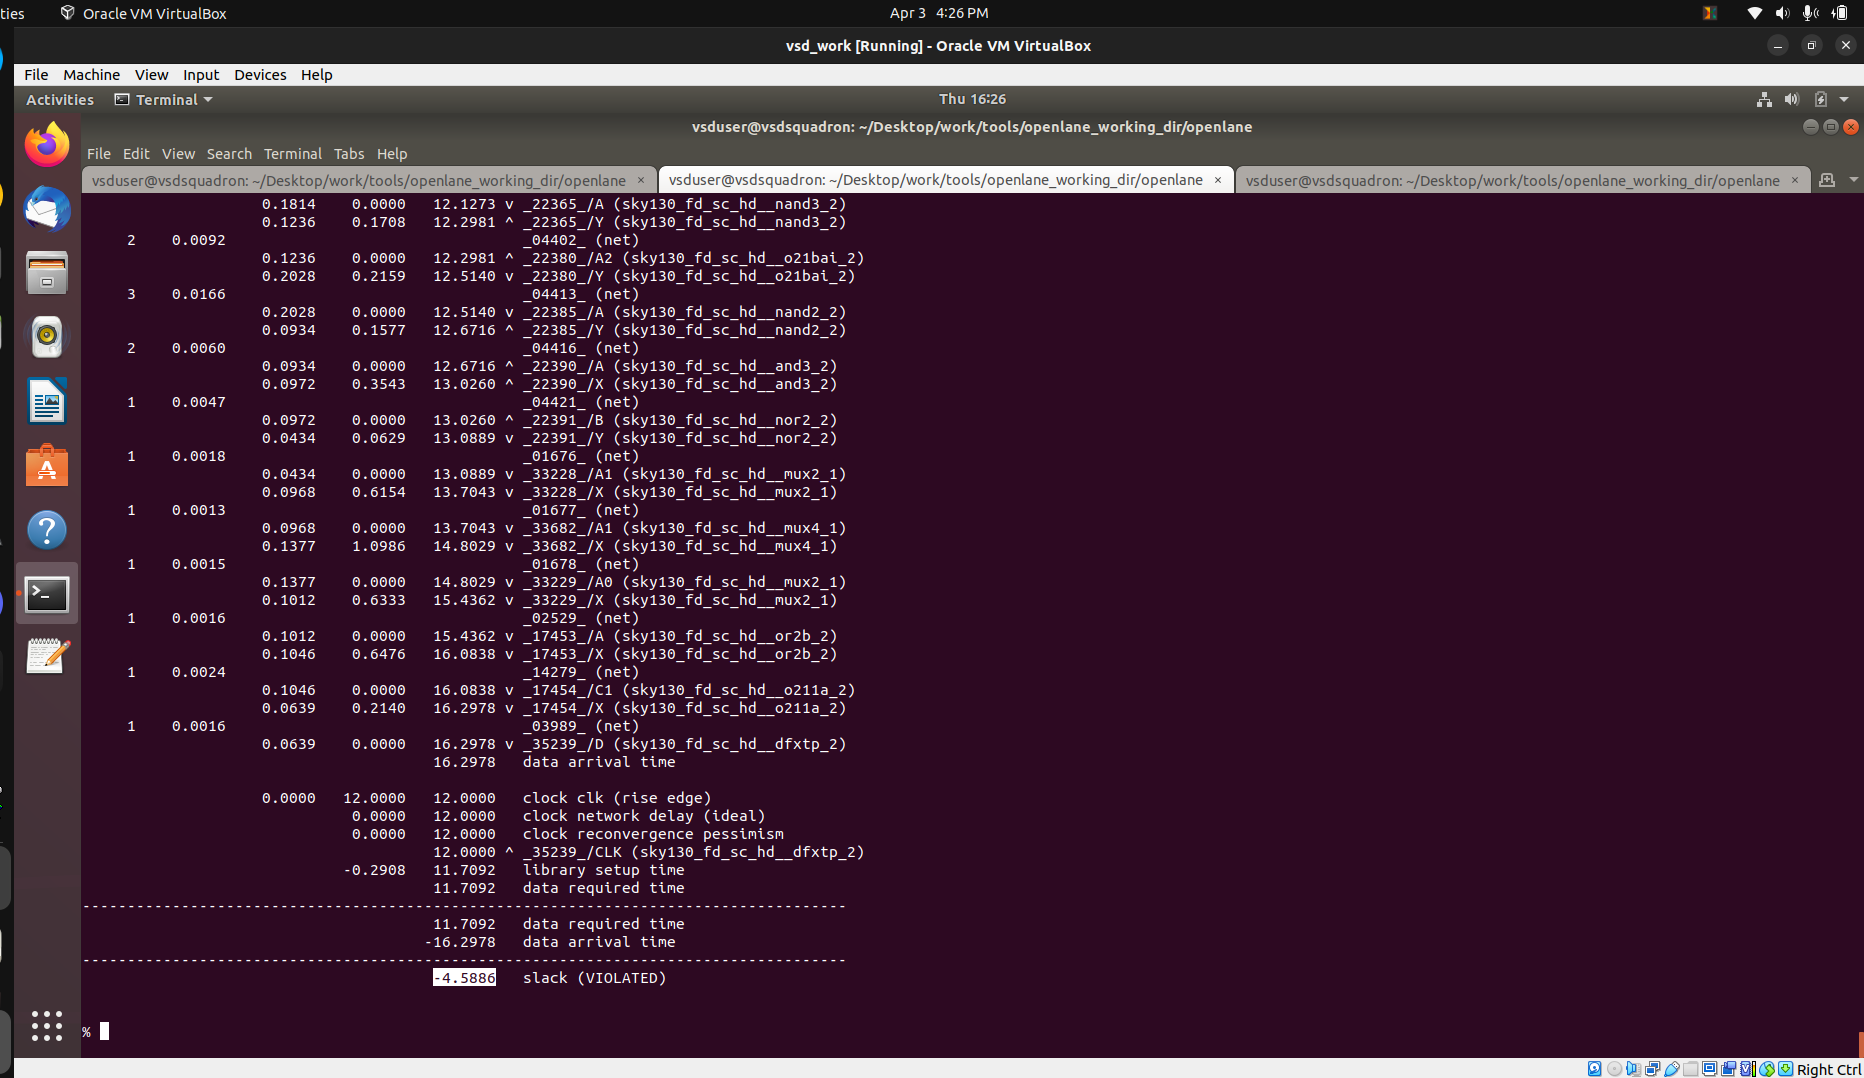 ties Oracle VM VirtualBox Apr 3 4:26 PM
vsd_work [Running] - Oracle VM VirtualBox
File Machine View Input Devices Help
Activities Terminal Thu 16:26
vsduser@vsdsquadron: ~/Desktop/work/tools/openlane_working_dir/openlane
File Edit View Search Terminal Tabs Help
vsduser@vsdsquadron: ~/Desktop/work/tools/openlane_working_dir/openlane × vsduser@vsdsquadron: ~/Desktop/work/tools/openlane_working_dir/openlane × vsduser@vsdsquadron: ~/Desktop/work/tools/openlane_working_dir/openlane ×
0.1814 0.0000 12.1273 v _22365_/A (sky130_fd_sc_hd__nand3_2)
0.1236 0.1708 12.2981 ^ _22365_/Y (sky130_fd_sc_hd__nand3_2)
2 0.0092 _04402_ (net)
0.1236 0.0000 12.2981 ^ _22380_/A2 (sky130_fd_sc_hd__o21bai_2)
0.2028 0.2159 12.5140 v _22380_/Y (sky130_fd_sc_hd__o21bai_2)
3 0.0166 _04413_ (net)
0.2028 0.0000 12.5140 v _22385_/A (sky130_fd_sc_hd__nand2_2)
0.0934 0.1577 12.6716 ^ _22385_/Y (sky130_fd_sc_hd__nand2_2)
2 0.0060 _04416_ (net)
0.0934 0.0000 12.6716 ^ _22390_/A (sky130_fd_sc_hd__and3_2)
0.0972 0.3543 13.0260 ^ _22390_/X (sky130_fd_sc_hd__and3_2)
1 0.0047 _04421_ (net)
0.0972 0.0000 13.0260 ^ _22391_/B (sky130_fd_sc_hd__nor2_2)
0.0434 0.0629 13.0889 v _22391_/Y (sky130_fd_sc_hd__nor2_2)
1 0.0018 _01676_ (net)
0.0434 0.0000 13.0889 v _33228_/A1 (sky130_fd_sc_hd__mux2_1)
0.0968 0.6154 13.7043 v _33228_/X (sky130_fd_sc_hd__mux2_1)
1 0.0013 _01677_ (net)
0.0968 0.0000 13.7043 v _33682_/A1 (sky130_fd_sc_hd__mux4_1)
0.1377 1.0986 14.8029 v _33682_/X (sky130_fd_sc_hd__mux4_1)
1 0.0015 _01678_ (net)
0.1377 0.0000 14.8029 v _33229_/A0 (sky130_fd_sc_hd__mux2_1)
0.1012 0.6333 15.4362 v _33229_/X (sky130_fd_sc_hd__mux2_1)
1 0.0016 _02529_ (net)
0.1012 0.0000 15.4362 v _17453_/A (sky130_fd_sc_hd__or2b_2)
0.1046 0.6476 16.0838 v _17453_/X (sky130_fd_sc_hd__or2b_2)
1 0.0024 _14279_ (net)
0.1046 0.0000 16.0838 v _17454_/C1 (sky130_fd_sc_hd__o211a_2)
0.0639 0.2140 16.2978 v _17454_/X (sky130_fd_sc_hd__o211a_2)
1 0.0016 _03989_ (net)
0.0639 0.0000 16.2978 v _35239_/D (sky130_fd_sc_hd__dfxtp_2)
16.2978 data arrival time
0.0000 12.0000 12.0000 clock clk (rise edge)
0.0000 12.0000 clock network delay (ideal)
0.0000 12.0000 clock reconvergence pessimism
12.0000 ^ _35239_/CLK (sky130_fd_sc_hd__dfxtp_2)
-0.2908 11.7092 library setup time
11.7092 data required time
-------------------------------------------------------------------------------------
11.7092 data required time
-16.2978 data arrival time
-------------------------------------------------------------------------------------
-4.5886 slack (VIOLATED)
%
Right Ctrl